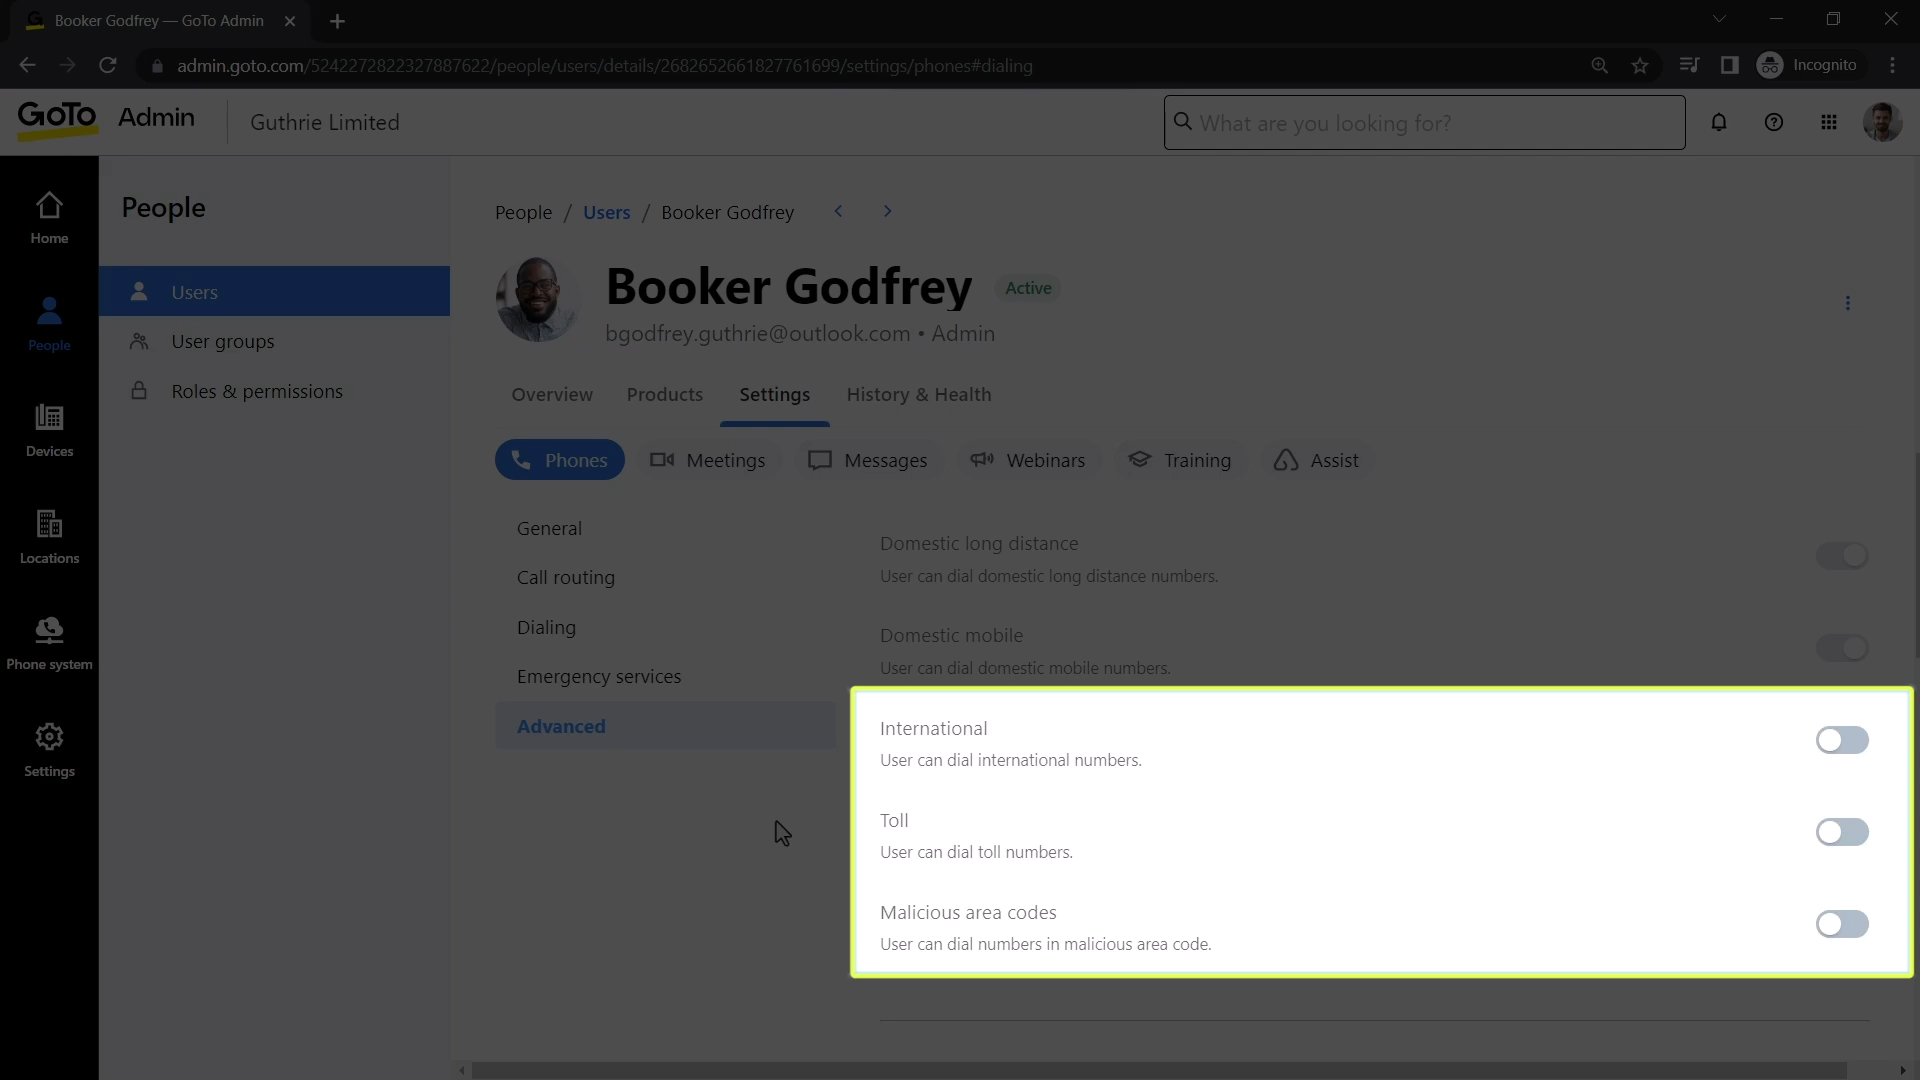 Booker Godfrey — GoTo Admin
admin.goto.com/5242272822327887622/people/users/details/2682652661827761699/settings/phones#dialing
Incognito
GoTo Admin
Guthrie Limited
What are you looking for?
Home
People
Devices
Locations
Phone system
Settings
People
Users
User groups
Roles & permissions
People / Users / Booker Godfrey
Booker Godfrey
Active
bgodfrey.guthrie@outlook.com • Admin
Overview
Products
Settings
History & Health
Phones
Meetings
Messages
Webinars
Training
Assist
General
Call routing
Dialing
Emergency services
Advanced
Domestic long distance
User can dial domestic long distance numbers.
Domestic mobile
User can dial domestic mobile numbers.
International
User can dial international numbers.
Toll
User can dial toll numbers.
Malicious area codes
User can dial numbers in malicious area code.